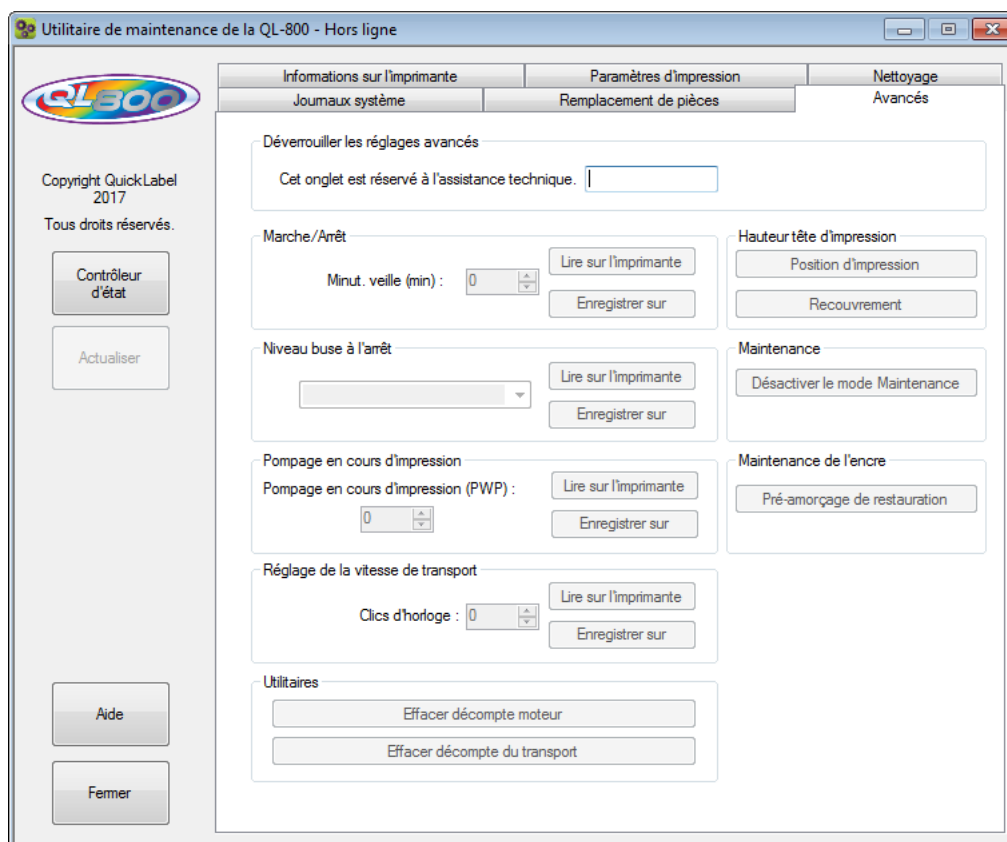 Utilitaire de maintenance de la QL-800 - Hors ligne
QL800
Copyright QuickLabel
2017
Tous droits réservés.
Contrôleur
d'état
Actualiser
Aide
Fermer
Informations sur l'imprimante
Paramètres d'impression
Nettoyage
Journaux système
Remplacement de pièces
Avancés
Déverrouiller les réglages avancés
Cet onglet est réservé à l'assistance technique.
Marche/Arrêt
Minut. veille (min) :
0
Lire sur l'imprimante
Enregistrer sur
Hauteur tête d'impression
Position d'impression
Recouvrement
Niveau buse à l'arrêt
Lire sur l'imprimante
Enregistrer sur
Maintenance
Désactiver le mode Maintenance
Pompage en cours d'impression
Pompage en cours d'impression (PWP) :
0
Lire sur l'imprimante
Enregistrer sur
Maintenance de l'encre
Pré-amorçage de restauration
Réglage de la vitesse de transport
Clics d'horloge :
0
Lire sur l'imprimante
Enregistrer sur
Utilitaires
Effacer décompte moteur
Effacer décompte du transport